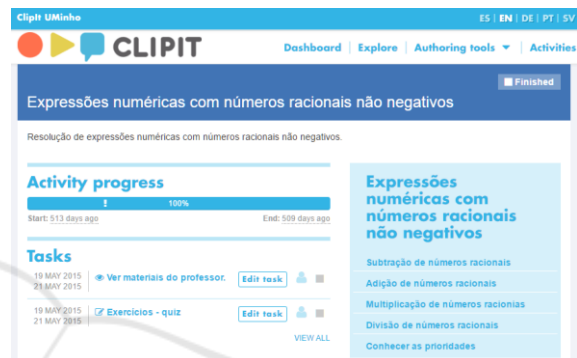 ClipIt UMinho
ES | EN | DE | PT | SV
CLIPIT
Dashboard | Explore | Authoring tools | Activities
Finished
Expressões numéricas com números racionais não negativos
Resolução de expressões numéricas com números racionais não negativos.
Activity progress
100%
Start: 513 days ago
End: 509 days ago
Tasks
19 MAY 2015
21 MAY 2015
Ver materiais do professor.
Edit task
19 MAY 2015
21 MAY 2015
Exercícios - quiz
Edit task
VIEW ALL
Expressões
numéricas com
números racionais
não negativos
Subtração de números racionais
Adição de números racionais
Multiplicação de números racionias
Divisão de números racionais
Conhecer as prioridades